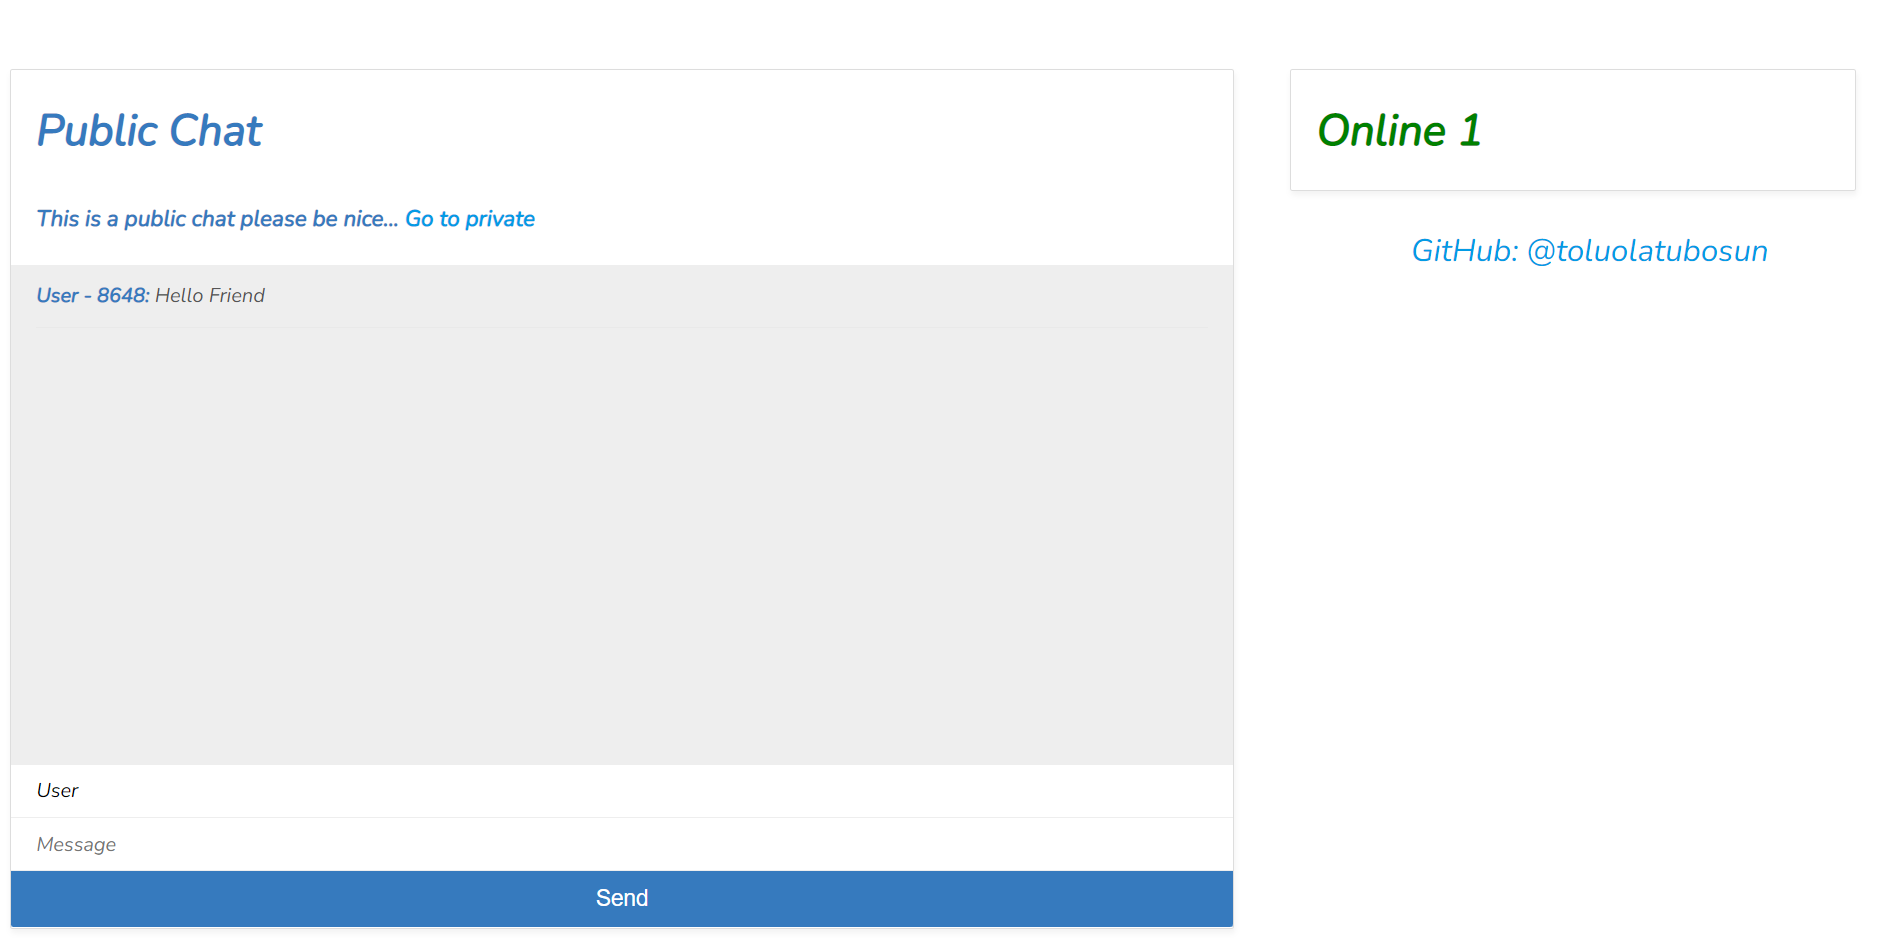 Public Chat
This is a public chat please be nice... Go to private
User - 8648: Hello Friend
User
Message
Send
Online 1
GitHub: @toluolatubosun